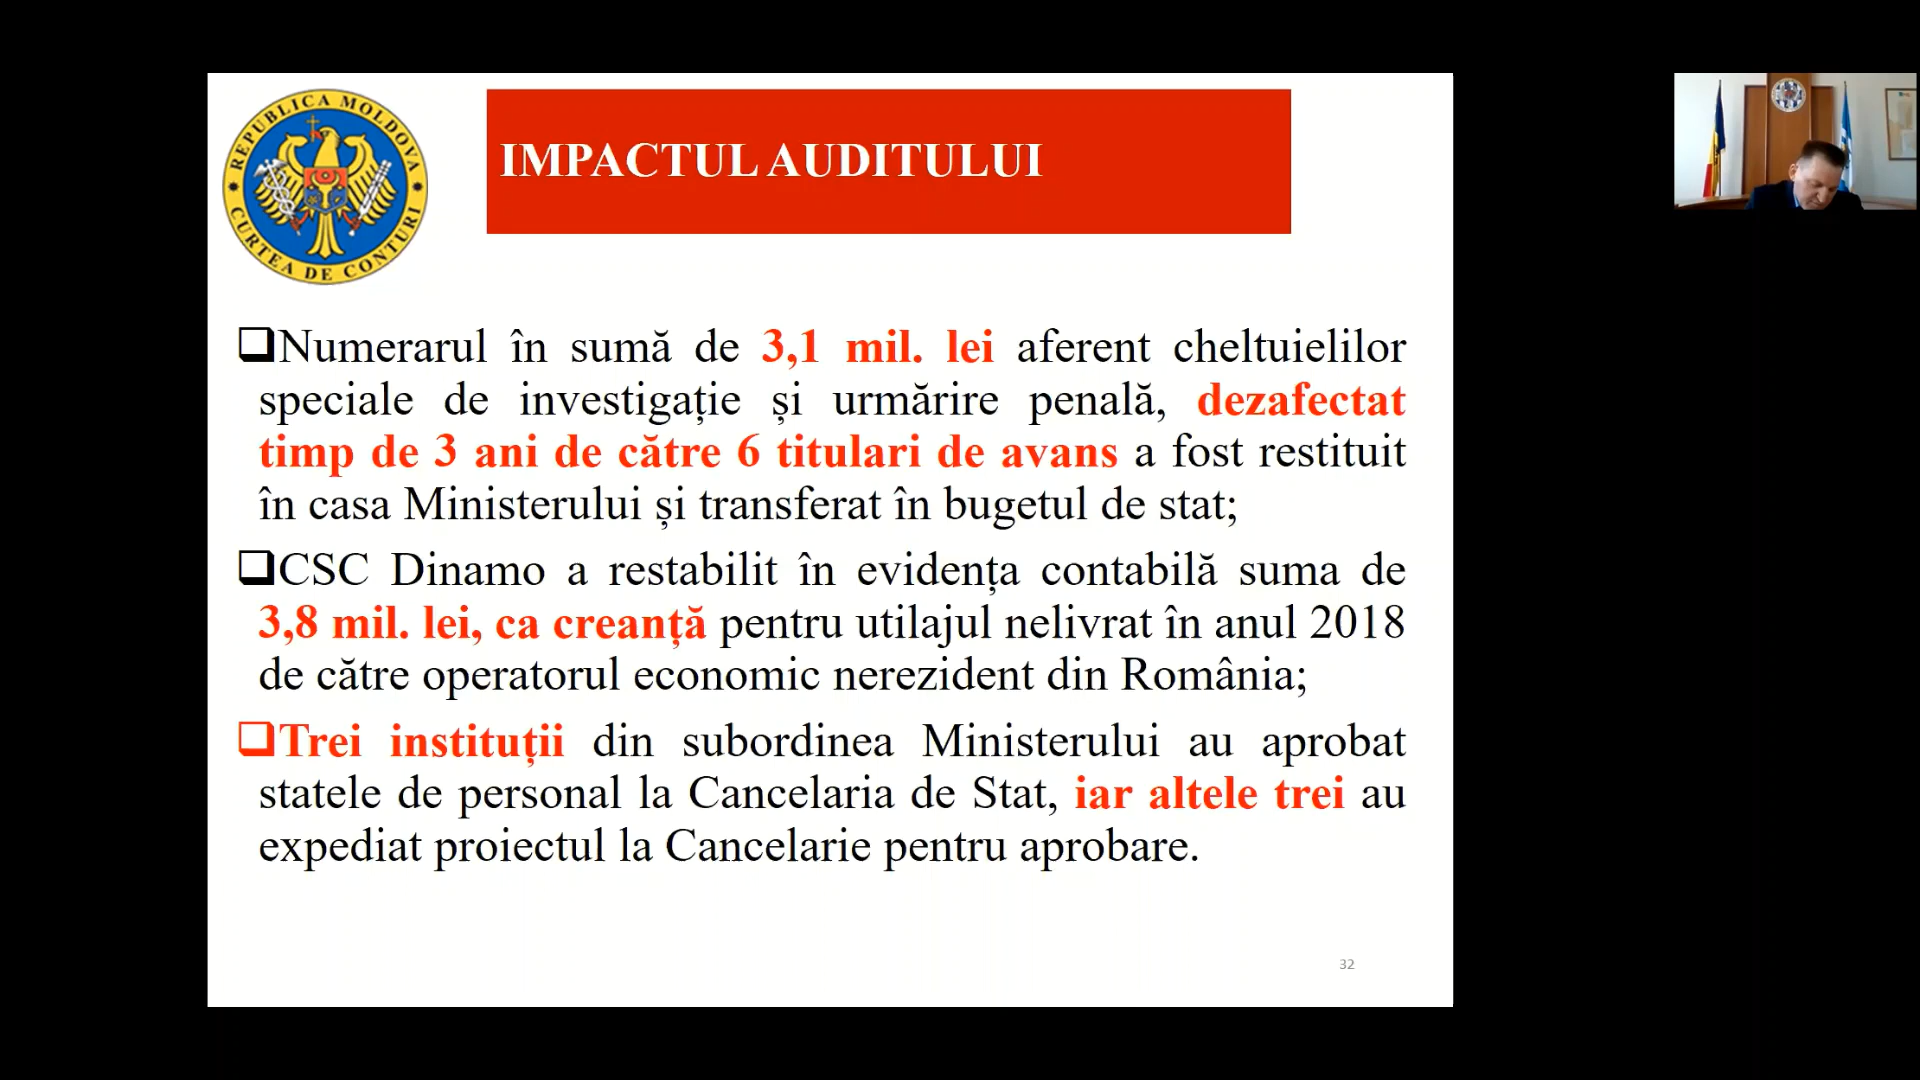 REPUBLICA MOLDOVA
CURTEA DE CONTURI
IMPACTUL AUDITULUI
Numerarul în sumă de 3,1 mil. lei aferent cheltuielilor
speciale de investigație și urmărire penală, dezafectat
timp de 3 ani de către 6 titulari de avans a fost restituit
în casa Ministerului și transferat în bugetul de stat;
CSC Dinamo a restabilit în evidența contabilă suma de
3,8 mil. lei, ca creanță pentru utilajul nelivrat în anul 2018
de către operatorul economic nerezident din România;
Trei instituții din subordinea Ministerului au aprobat
statele de personal la Cancelaria de Stat, iar altele trei au
expediat proiectul la Cancelarie pentru aprobare.
32